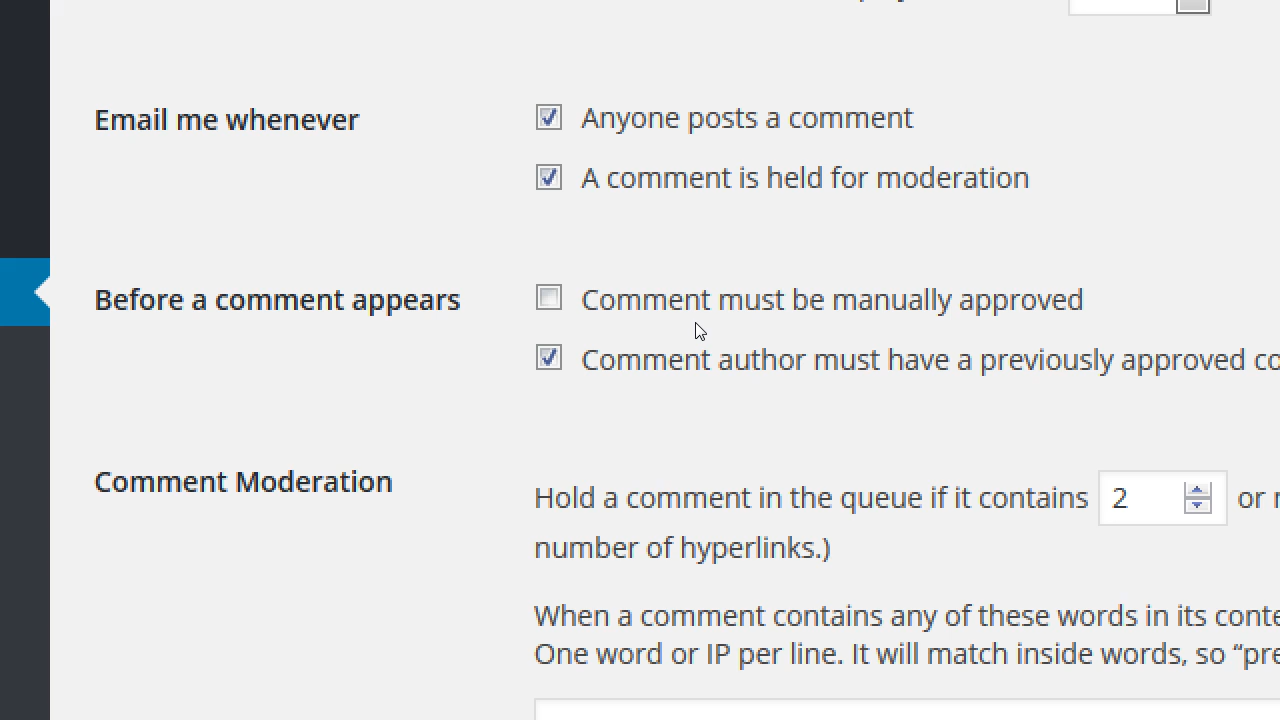 Email me whenever
Anyone posts a comment
A comment is held for moderation
Before a comment appears
Comment must be manually approved
Comment author must have a previously approved
Comment Moderation
Hold a comment in the queue if it contains 2 or
number of hyperlinks.)
When a comment contains any of these words in its
One word or IP per line. It will match inside words, so